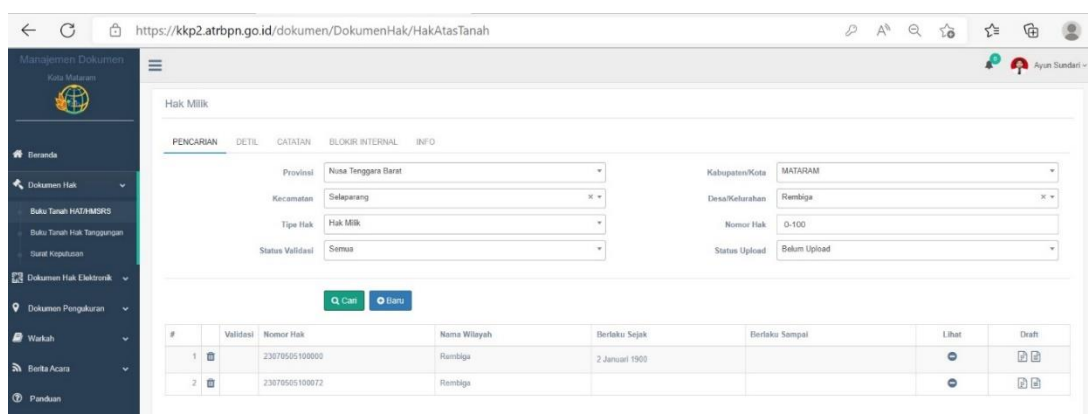 https://kkp2.atrbpn.go.id/dokumen/DokumenHak/HakAtasTanah
Manajemen Dokumen
Kota Mataram
Ayun Sundari
Beranda
Dokumen Hak
Buku Tanah HAT/HMSRS
Buku Tanah Hak Tanggungan
Surat Keputusan
Dokumen Hak Elektronik
Dokumen Pengukuran
Warkah
Berita Acara
Panduan
Hak Milik
PENCARIAN DETIL CATATAN BLOKIR INTERNAL INFO
Provinsi Nusa Tenggara Barat Kabupaten/Kota MATARAM
Kecamatan Selaparang Desa/Kelurahan Rembiga
Tipe Hak Hak Milik Nomor Hak 0-100
Status Validasi Semua Status Upload Belum Upload
Cari Baru
# Validasi Nomor Hak Nama Wilayah Berlaku Sejak Berlaku Sampai Lihat Draft
1 23070505100000 Rembiga 2 Januari 1900
2 23070505100072 Rembiga